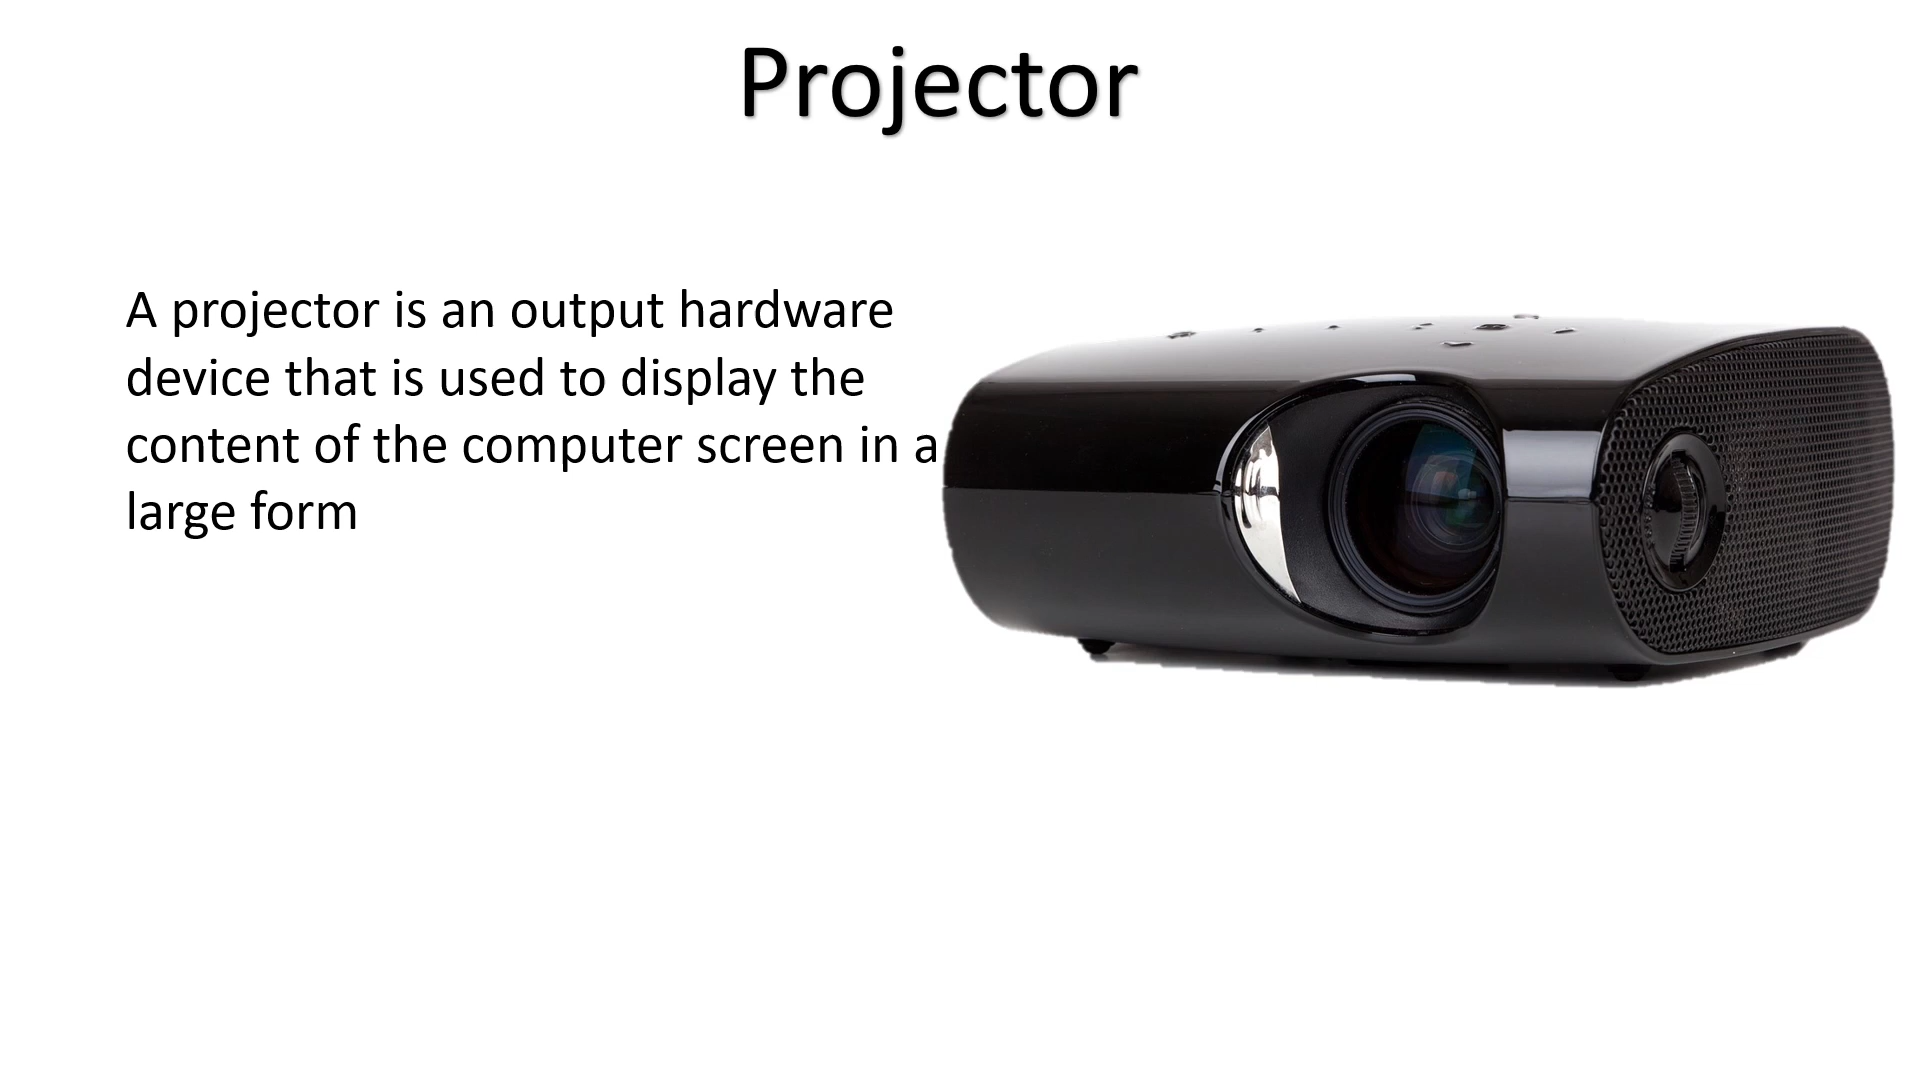 Projector
A projector is an output hardware
device that is used to display the
content of the computer screen in a
large form